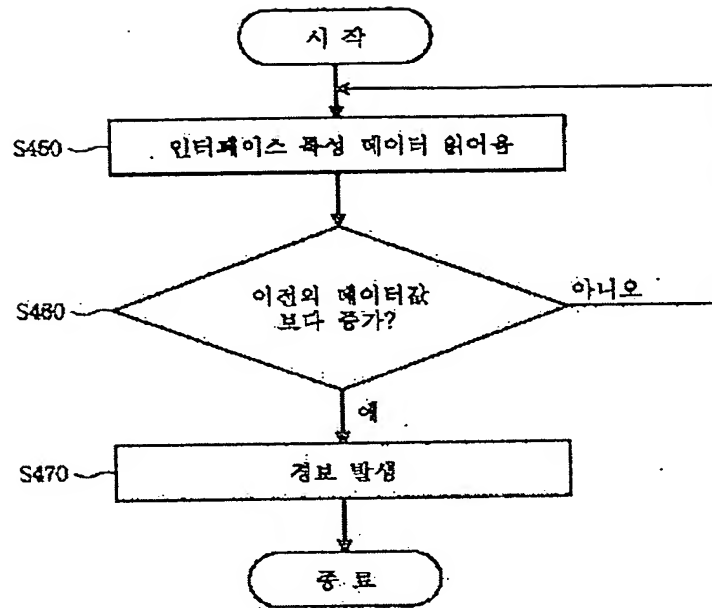 시 작
S450
인터페이스 특성 데이터 읽어옴
S460
이전의 데이터값
보다 증가?
아니오
예
S470
경보 발생
종 료